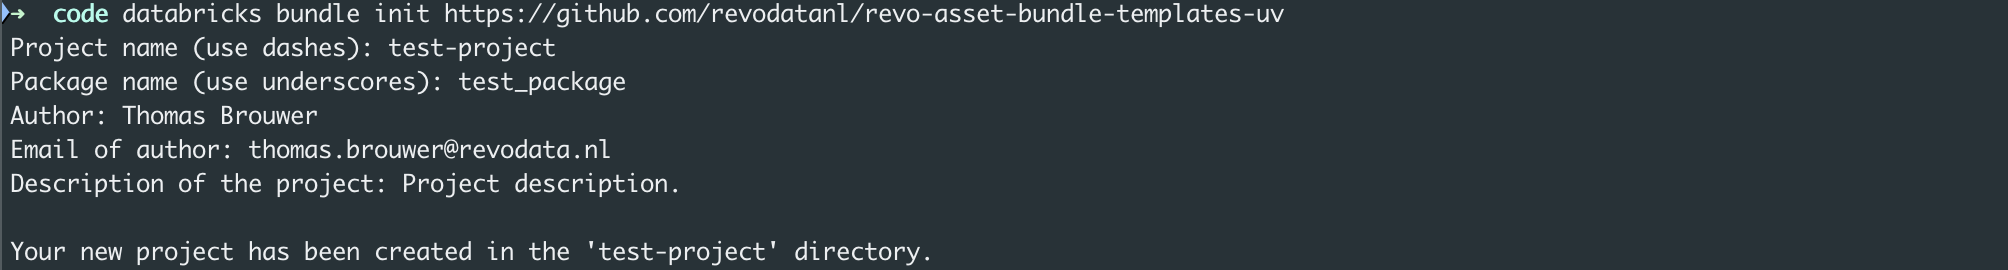 ➜  code databricks bundle init https://github.com/revodatanl/revo-asset-bundle-templates-uv
Project name (use dashes): test-project
Package name (use underscores): test_package
Author: Thomas Brouwer
Email of author: thomas.brouwer@revodata.nl
Description of the project: Project description.
Your new project has been created in the 'test-project' directory.